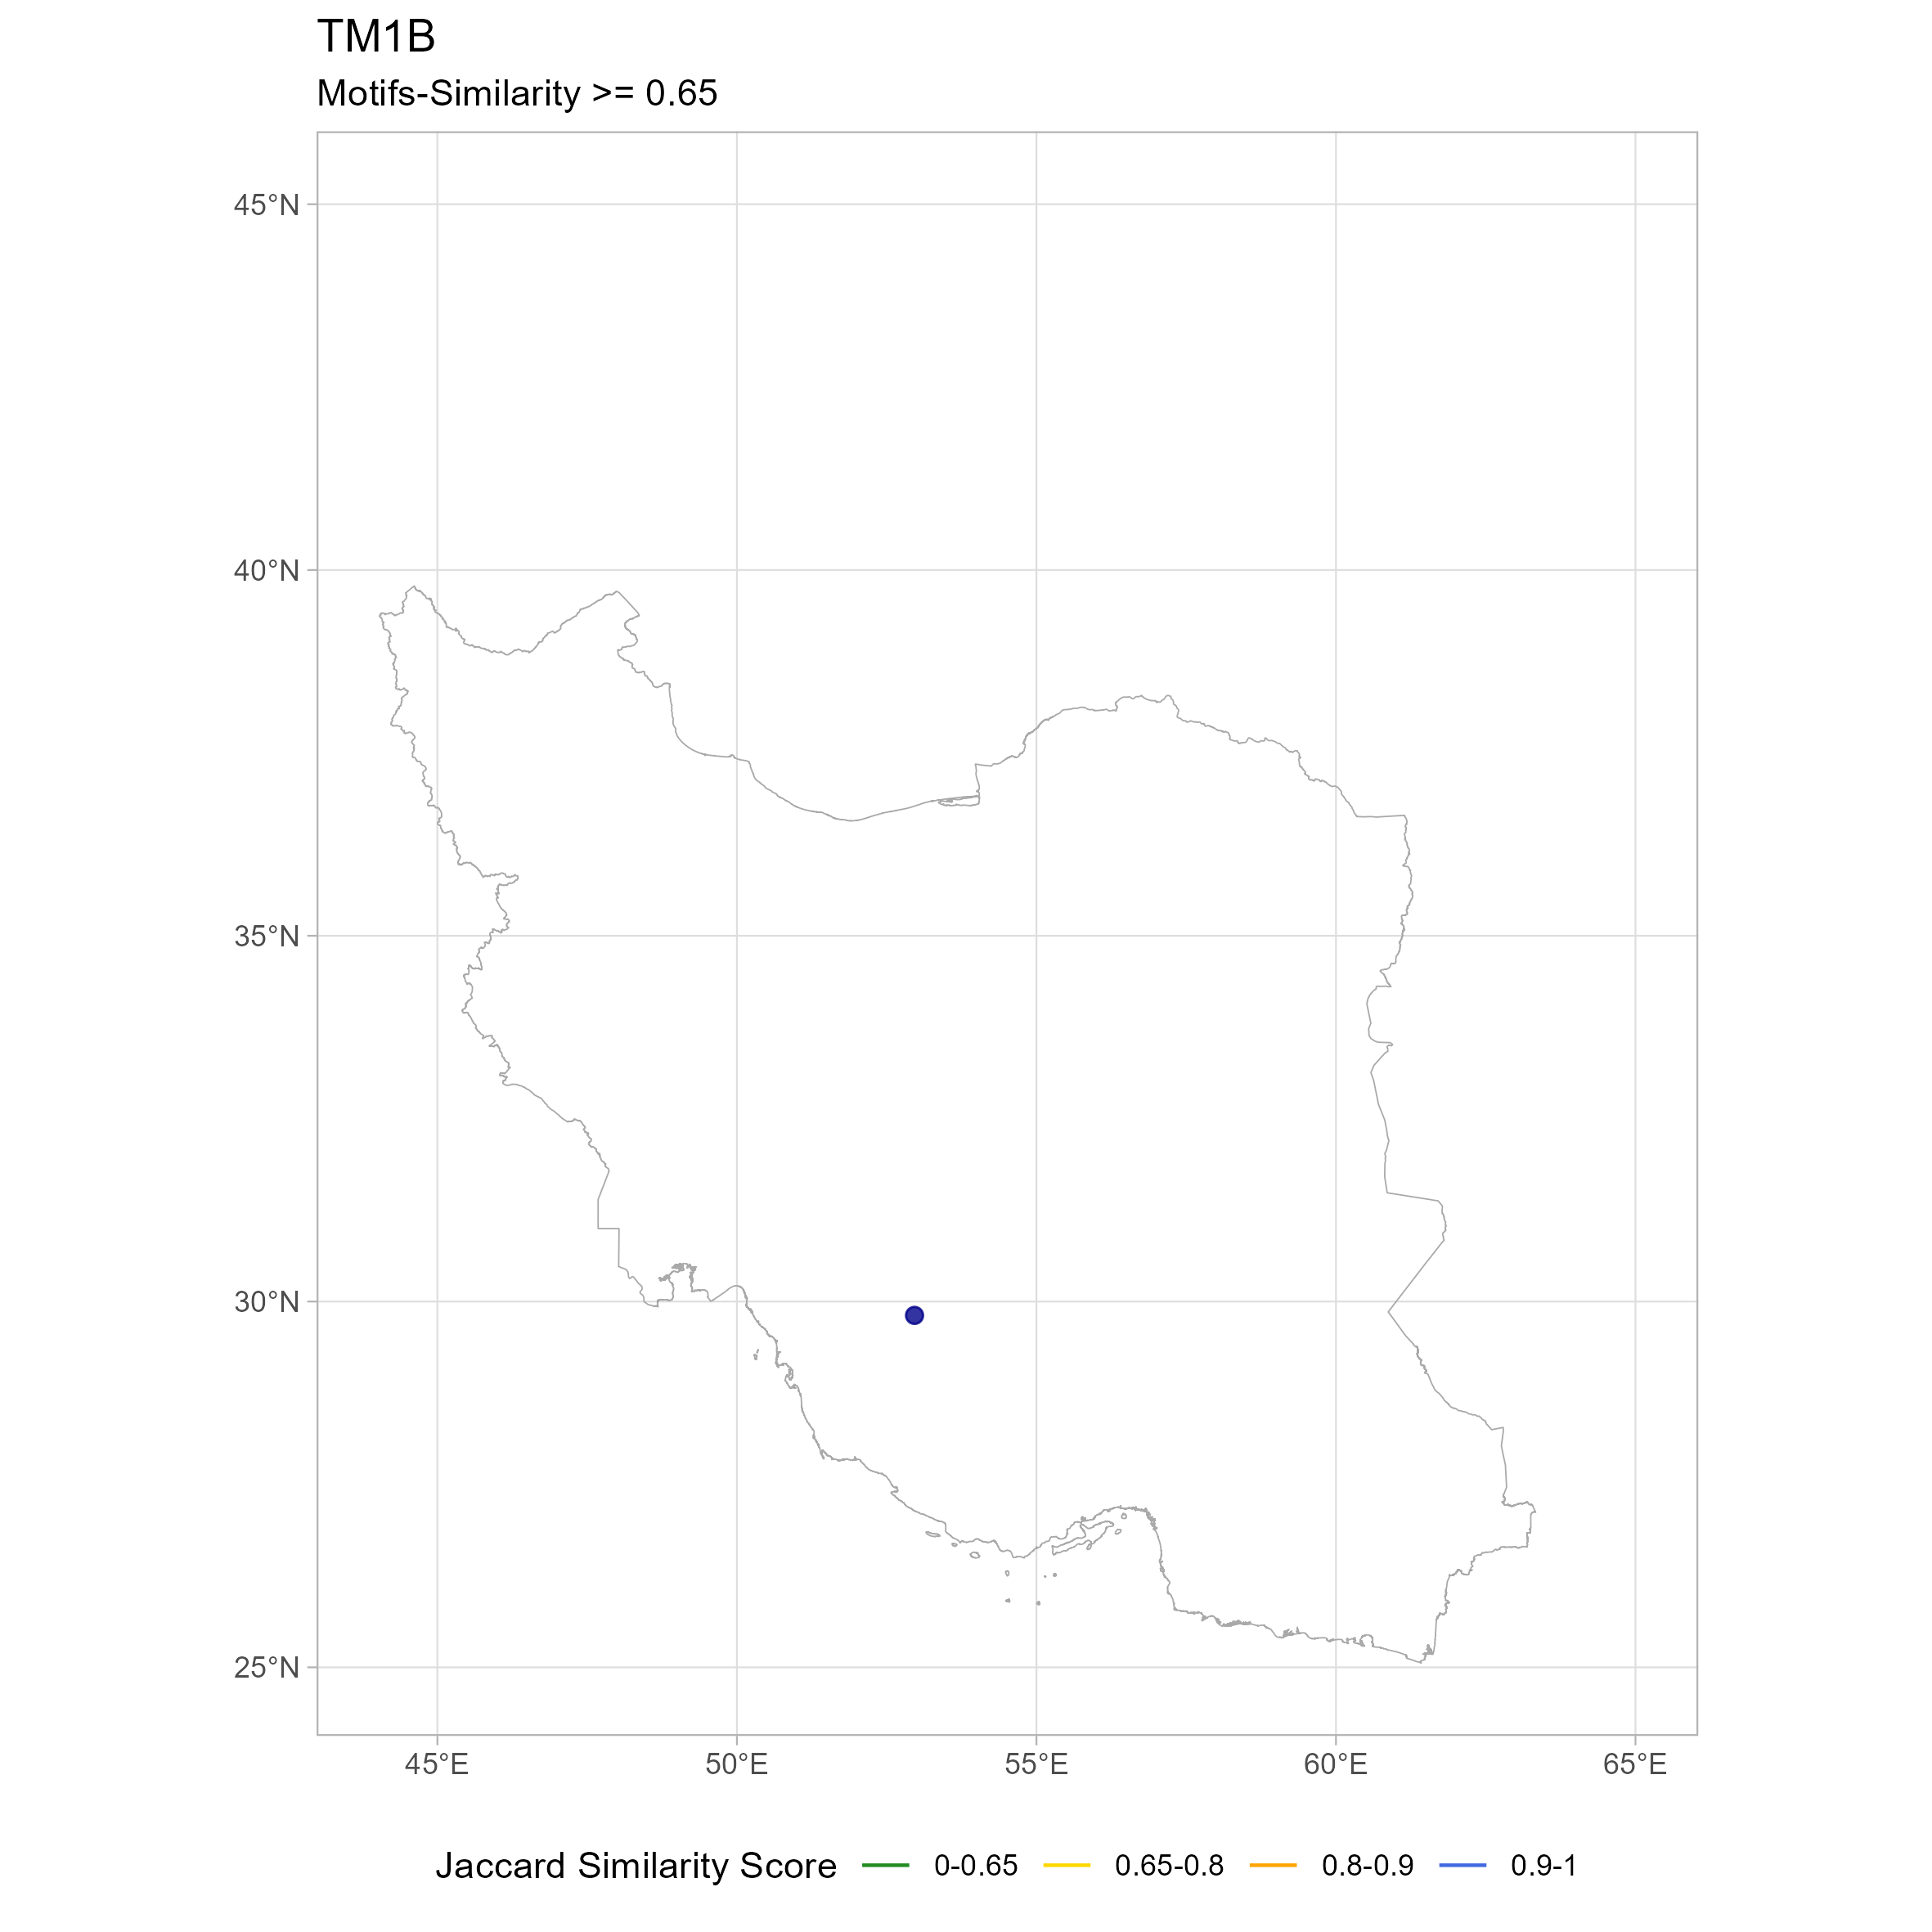 TM1B
Motifs-Similarity >= 0.65
45°N
40°N
35°N
30°N
25°N
45°E 50°E 55°E 60°E 65°E
Jaccard Similarity Score 0-0.65 0.65-0.8 0.8-0.9 0.9-1